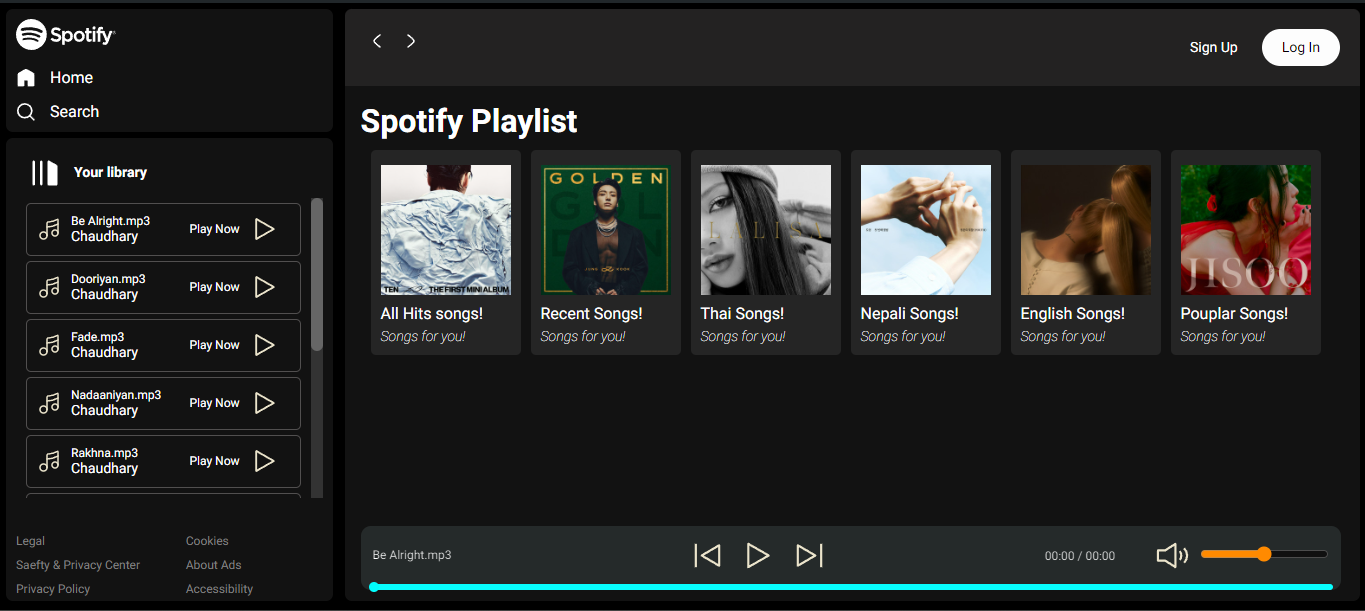 Spotify
Home
Search
Your library
Be Alright.mp3
Chaudhary
Play Now
Dooriyan.mp3
Chaudhary
Play Now
Fade.mp3
Chaudhary
Play Now
Nadaaniyan.mp3
Chaudhary
Play Now
Rakhna.mp3
Chaudhary
Play Now
Legal
Cookies
Saefty & Privacy Center
About Ads
Privacy Policy
Accessibility
Sign Up
Log In
Spotify Playlist
TEN THE FIRST MINI ALBUM
All Hits songs!
Songs for you!
GOLDEN
JUNG KOOK
Recent Songs!
Songs for you!
LALISA
Thai Songs!
Songs for you!
Nepali Songs!
Songs for you!
English Songs!
Songs for you!
JISOO
Pouplar Songs!
Songs for you!
Be Alright.mp3
00:00 / 00:00